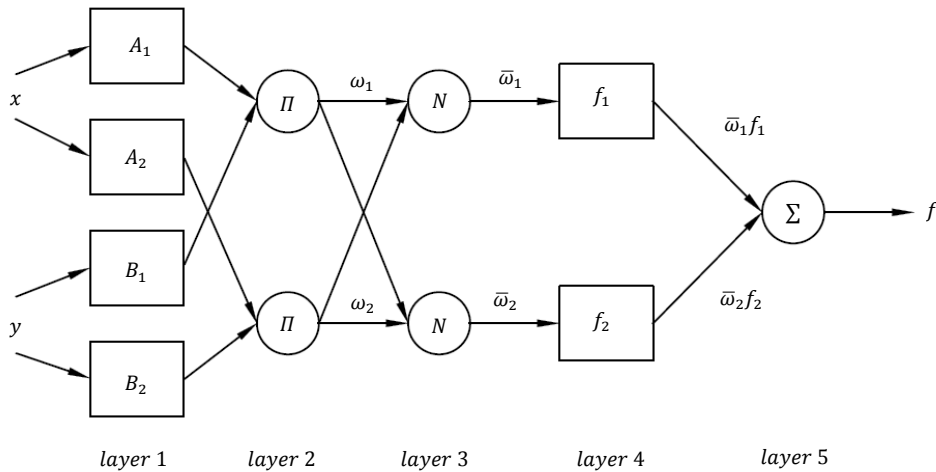 A₁
x
A₂
B₁
y
B₂
Π
Π
ω₁
ω₂
N
N
ω̅₁
ω̅₂
f₁
f₂
ω̅₁f₁
ω̅₂f₂
Σ
f
layer 1 layer 2 layer 3 layer 4 layer 5